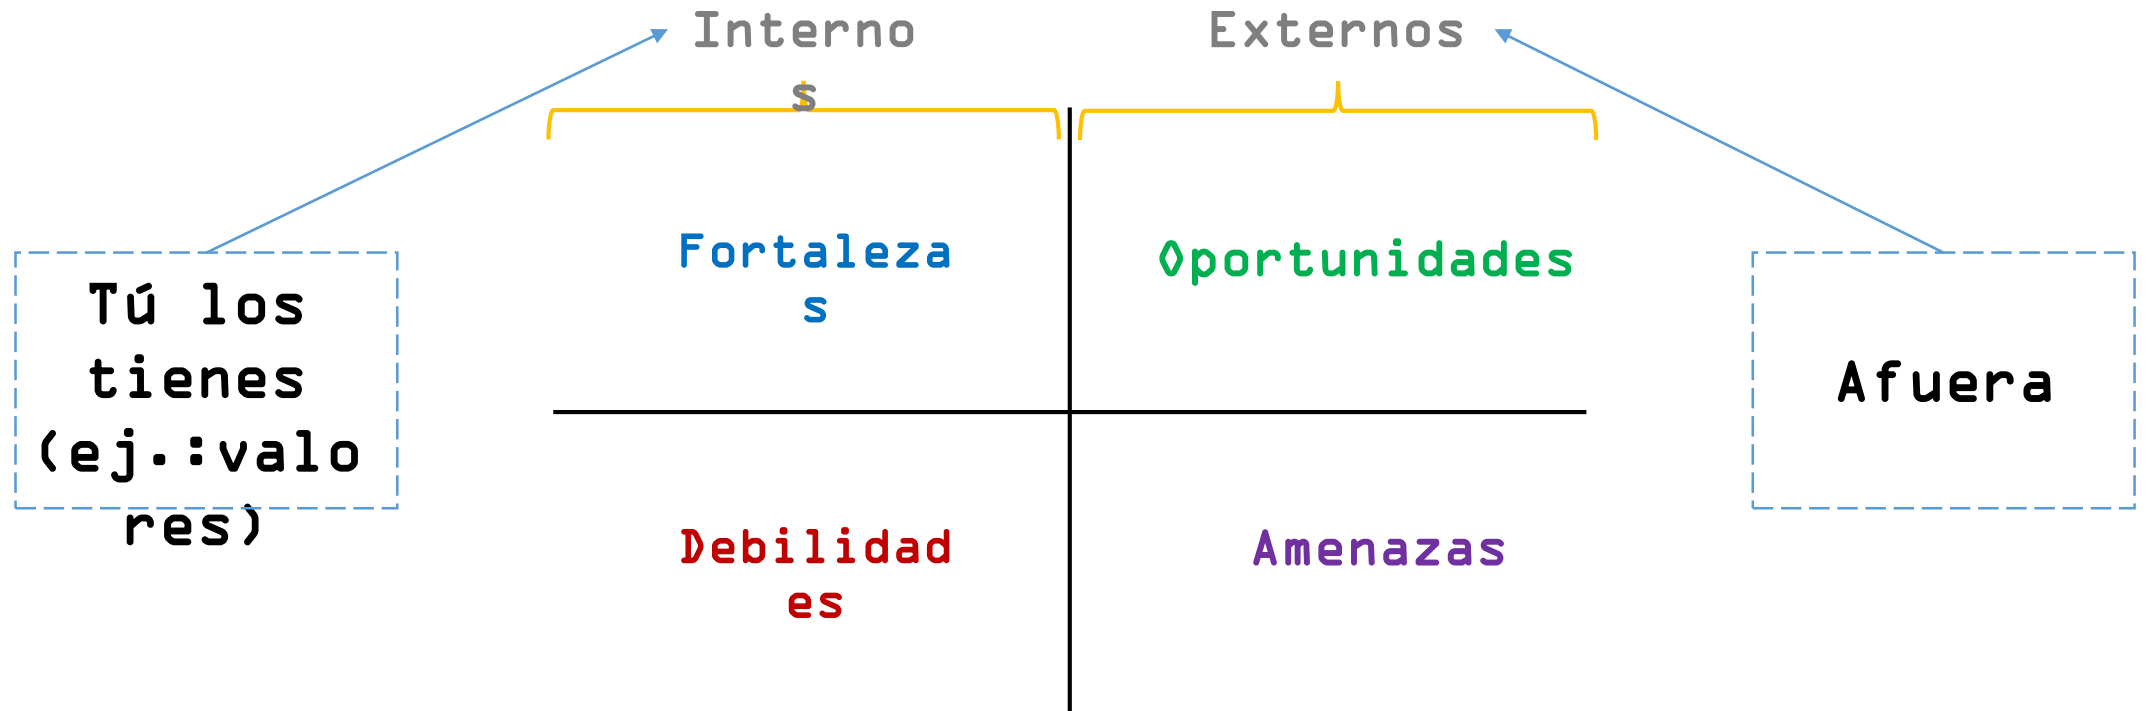 Interno
s
Externos
Fortaleza
s
Oportunidades
Tú los
tienes
(ej.:valo
res)
Afuera
Debilidad
es
Amenazas